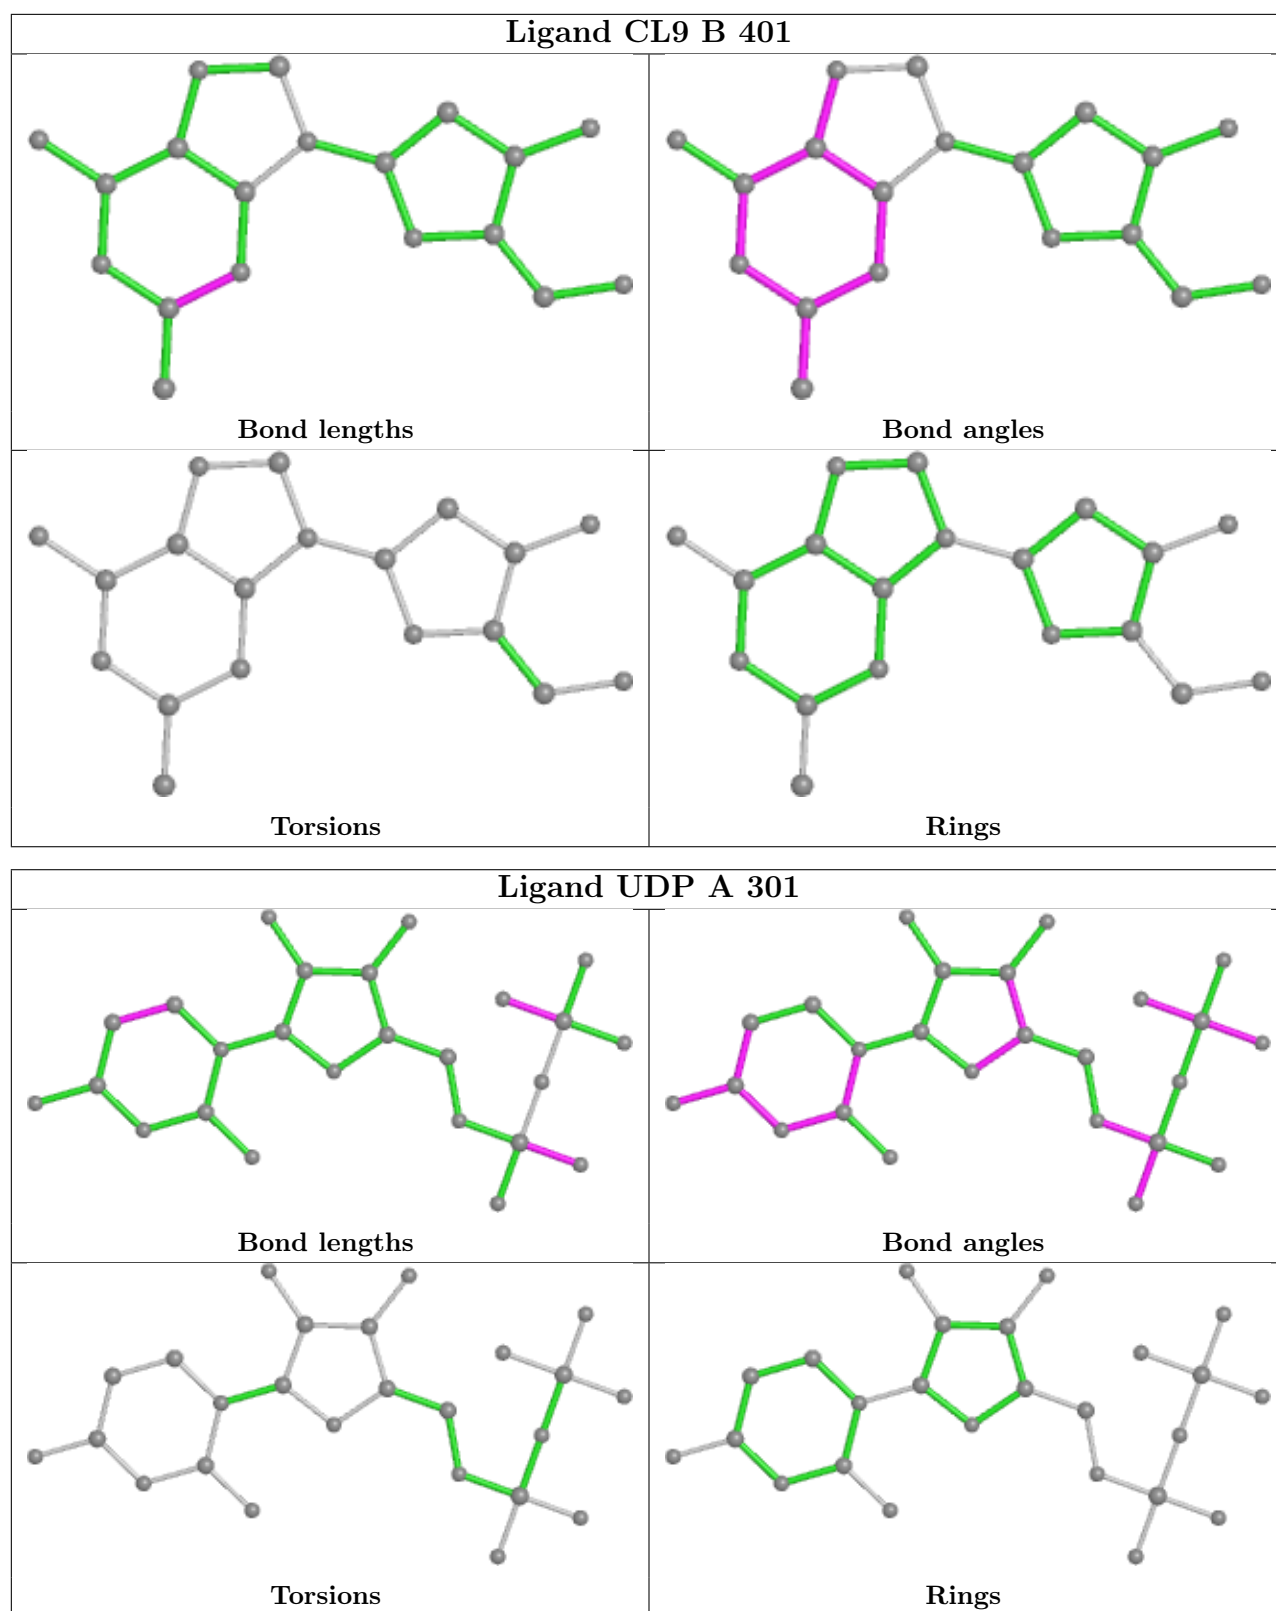 Ligand CL9 B 401
Bond lengths
Bond angles
Torsions
Rings
Ligand UDP A 301
Bond lengths
Bond angles
Torsions
Rings